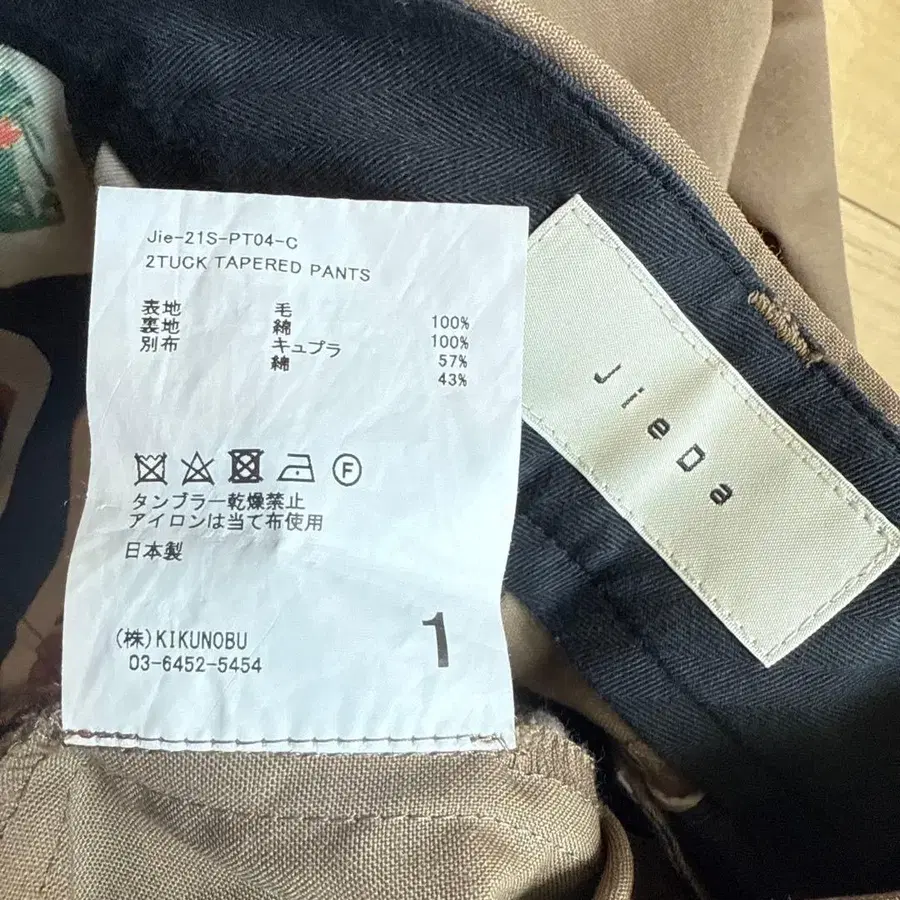 Jie-21S-PT04-C
2TUCK TAPERED PANTS
表地 毛 100%
裏地 綿 100%
別布 キュプラ 57%
綿 43%
F
タンブラー乾燥禁止
アイロンは当て布使用
日本製
(株)KIKUNOBU
03-6452-5454
1
JieDa